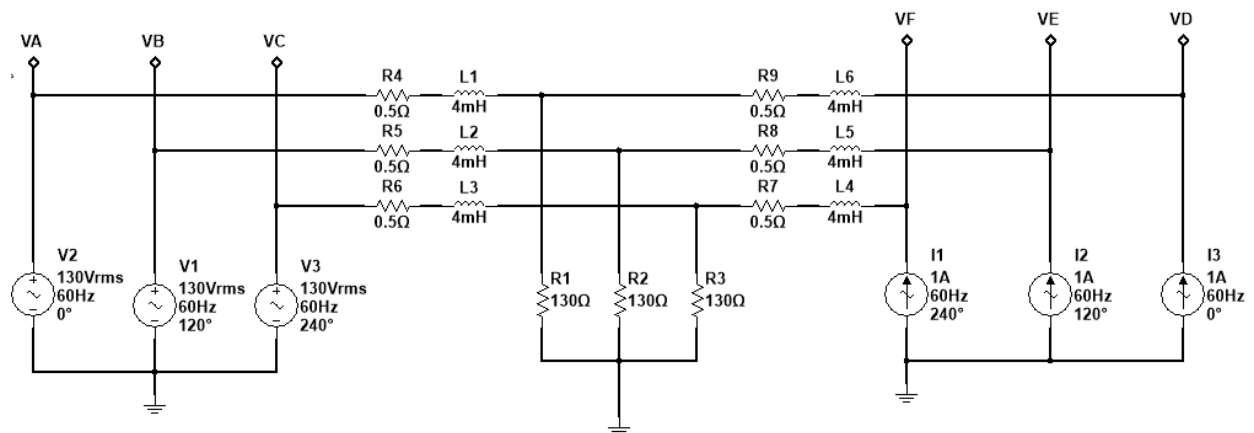 VA
VB
VC
VF
VE
VD
R4
0.5Ω
L1
4mH
R9
0.5Ω
L6
4mH
R5
0.5Ω
L2
4mH
R8
0.5Ω
L5
4mH
R6
0.5Ω
L3
4mH
R7
0.5Ω
L4
4mH
V2
130Vrms
60Hz
0°
V1
130Vrms
60Hz
120°
V3
130Vrms
60Hz
240°
R1
130Ω
R2
130Ω
R3
130Ω
I1
1A
60Hz
240°
I2
1A
60Hz
120°
I3
1A
60Hz
0°